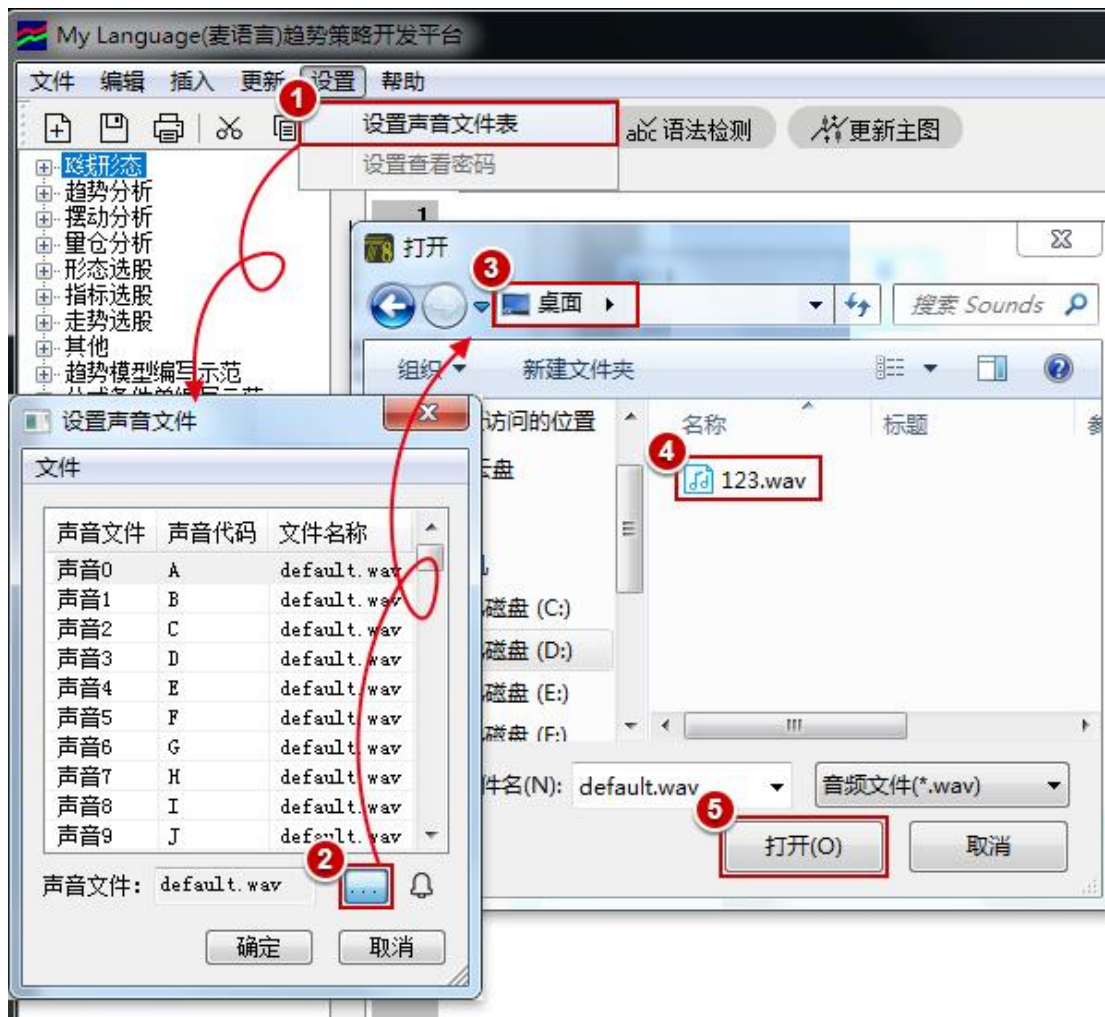 My Language(麦语言)趋势策略开发平台
文件 编辑 插入 更新 设置 帮助
1
设置声音文件表
设置查看密码
abc 语法检测
更新主图
K线形态
趋势分析
摆动分析
量仓分析
形态选股
指标选股
走势选股
其他
趋势模型编写示范
1
打开
3
桌面
搜索 Sounds
组织 新建文件夹
访问的位置
云盘
磁盘 (C:)
磁盘 (D:)
磁盘 (E:)
磁盘 (F:)
名称 标题
4
123.wav
件名(N): default.wav 音频文件(*.wav)
5
打开(O) 取消
设置声音文件
文件
声音文件 声音代码 文件名称
声音0 A default.wav
声音1 B default.wav
声音2 C default.wav
声音3 D default.wav
声音4 E default.wav
声音5 F default.wav
声音6 G default.wav
声音7 H default.wav
声音8 I default.wav
声音9 J default.wav
2
声音文件: default.wav ...
确定 取消